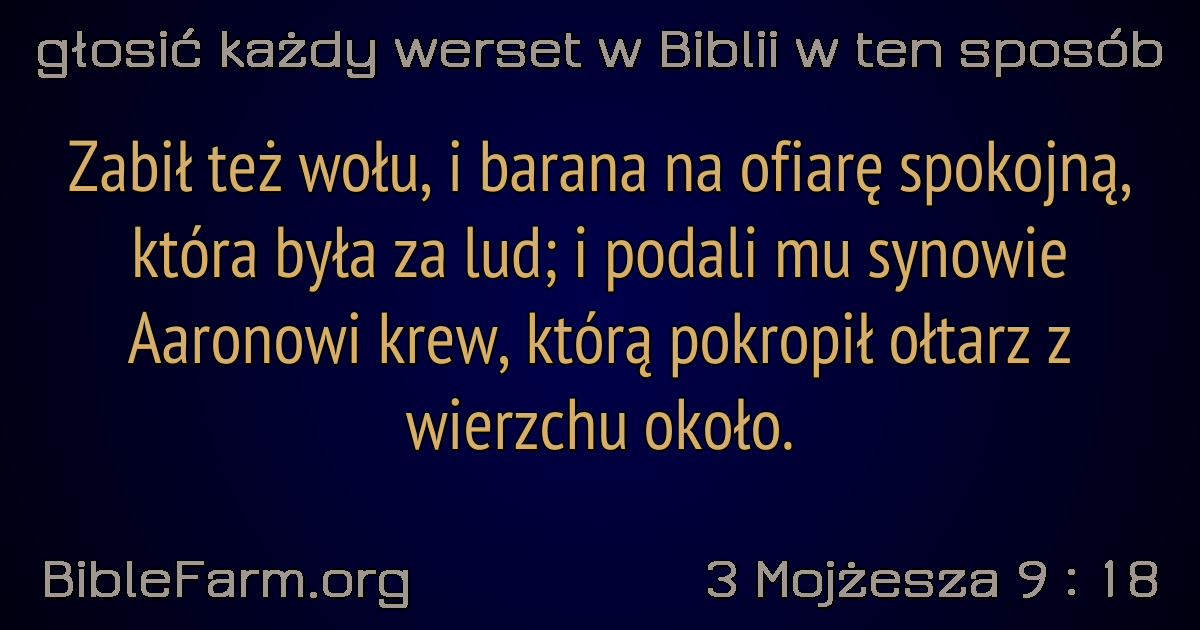 głosić każdy werset w Biblii w ten sposób
Zabił też wołu, i barana na ofiarę spokojną,
która była za lud; i podali mu synowie
Aaronowi krew, którą pokropił ołtarz z
wierzchu około.
BibleFarm.org
3 Mojżesza 9 : 18